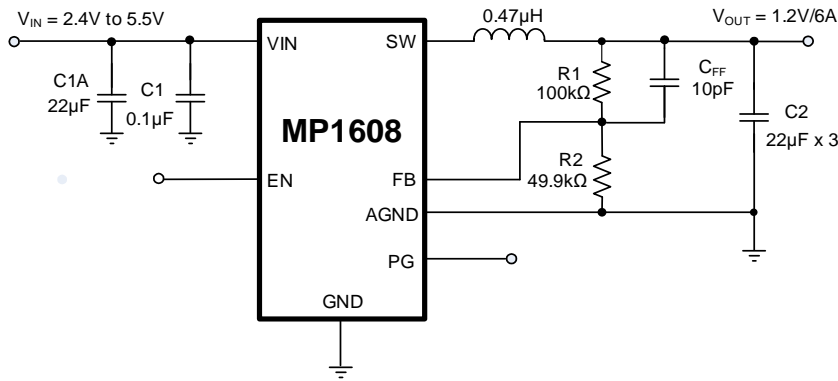 V_IN = 2.4V to 5.5V
0.47µH
V_OUT = 1.2V/6A
VIN
SW
C1A
22µF
C1
0.1µF
R1
100kΩ
C_FF
10pF
MP1608
C2
22µF x 3
EN
FB
R2
49.9kΩ
AGND
PG
GND